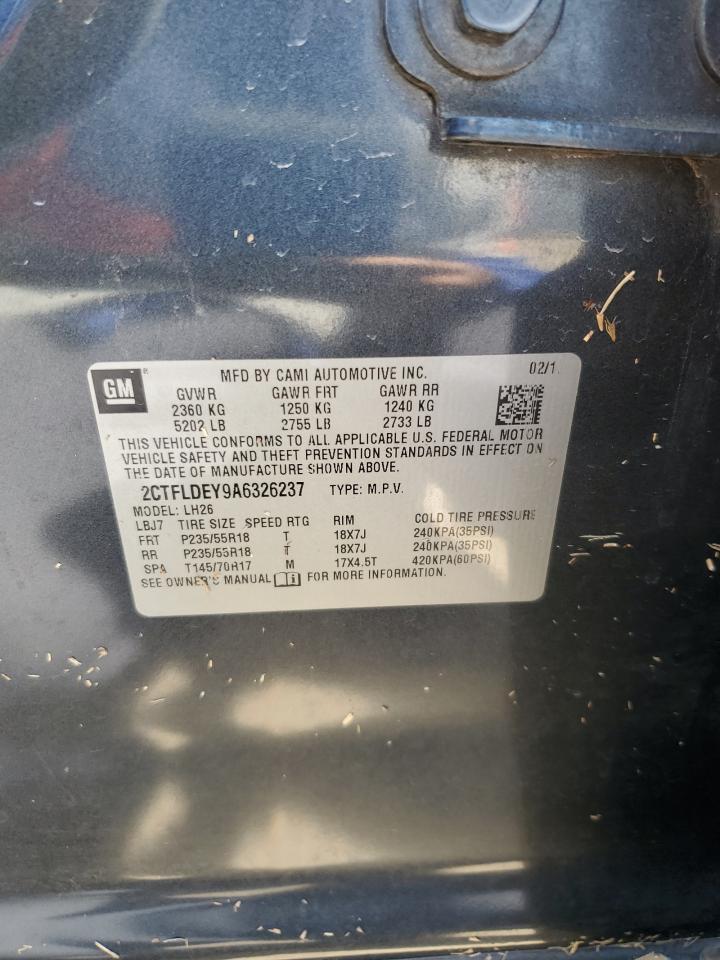 GM ®
MFD BY CAMI AUTOMOTIVE INC. 02/1
GVWR GAWR FRT GAWR RR
2360 KG 1250 KG 1240 KG
5202 LB 2755 LB 2733 LB
THIS VEHICLE CONFORMS TO ALL APPLICABLE U.S. FEDERAL MOTOR
VEHICLE SAFETY AND THEFT PREVENTION STANDARDS IN EFFECT ON
THE DATE OF MANUFACTURE SHOWN ABOVE.
2CTFLDEY9A6326237 TYPE: M.P.V.
MODEL: LH26
LBJ7 TIRE SIZE SPEED RTG RIM COLD TIRE PRESSURE
FRT P235/55R18 T 18X7J 240KPA(35PSI)
RR P235/55R18 T 18X7J 240KPA(35PSI)
SPA T145/70R17 M 17X4.5T 420KPA(60PSI)
SEE OWNER'S MANUAL FOR MORE INFORMATION.